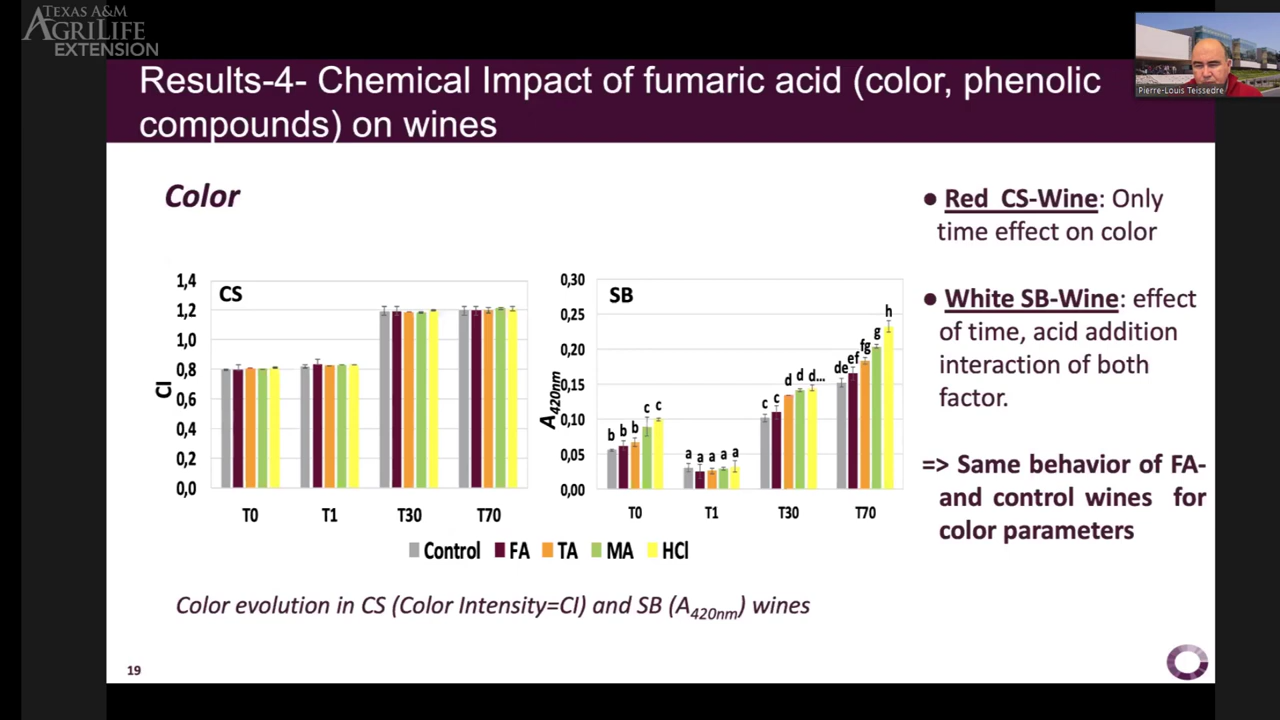 TEXAS A&M
AGRILIFE
EXTENSION
Pierre-Louis Teissedre
Results-4- Chemical Impact of fumaric acid (color, phenolic
compounds) on wines
Color
● Red CS-Wine: Only
time effect on color
● White SB-Wine: effect
of time, acid addition
interaction of both
factor.
=> Same behavior of FA-
and control wines for
color parameters
CS
CI
1,4
1,2
1,0
0,8
0,6
0,4
0,2
0,0
T0 T1 T30 T70
SB
A420nm
0,30
0,25
0,20
0,15
0,10
0,05
0,00
b b b c c
a a a a a
c c d d d...
de ef fg g h
T0 T1 T30 T70
Control FA TA MA HCl
Color evolution in CS (Color Intensity=CI) and SB (A420nm) wines
19